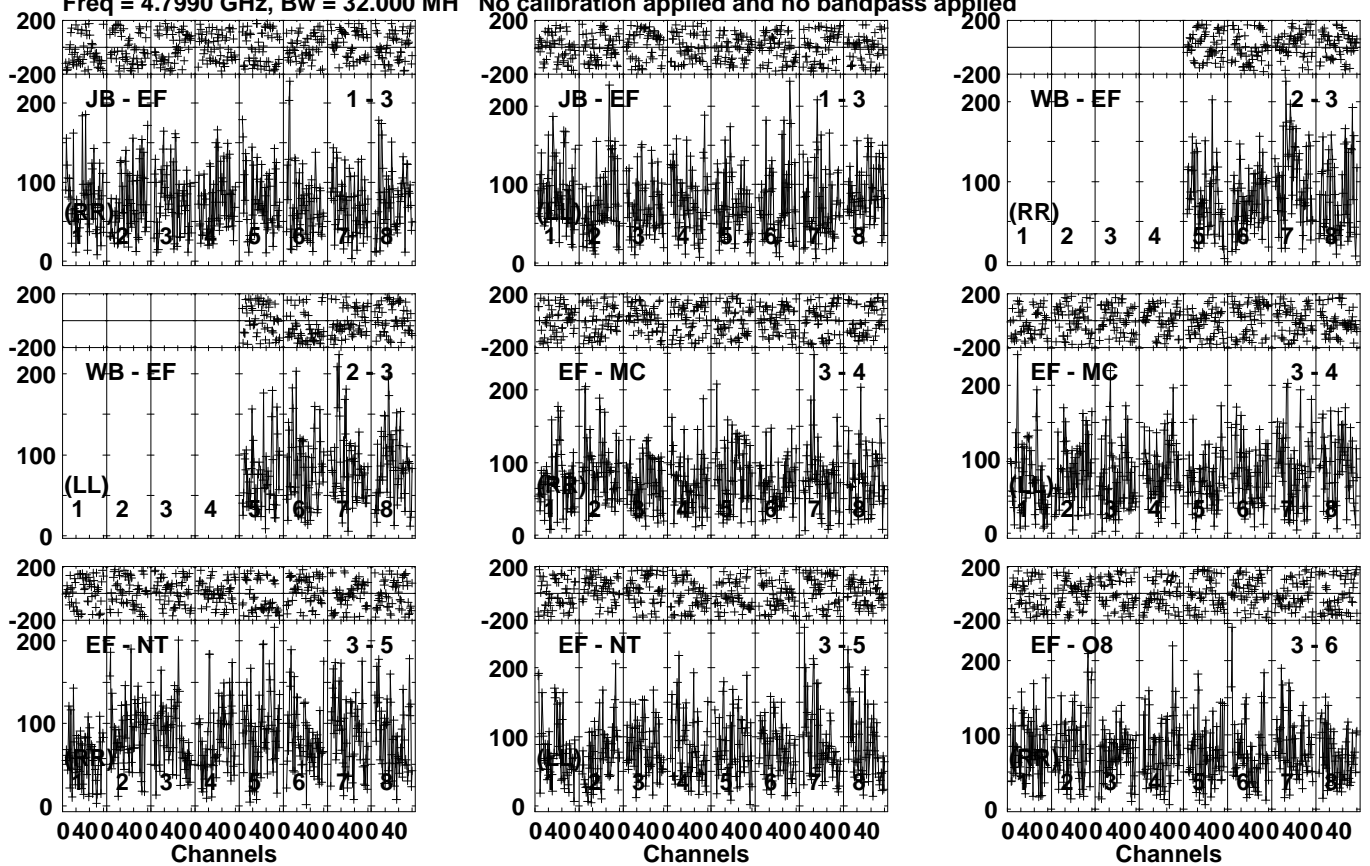 Freq = 4.7990 GHz, Bw = 32.000 MH No calibration applied and no bandpass applied
200 200 200
-200 -200 -200
JB - EF 1 - 3 JB - EF 1 - 3 WB - EF 2 - 3
200 200 200
100 100 100
(RR) (LL) (RR)
1 2 3 4 5 6 7 8 1 2 3 4 5 6 7 8 1 2 3 4 5 6 7 8
0 0 0
200 200 200
-200 -200 -200
WB - EF 2 - 3 EF - MC 3 - 4 EF - MC 3 - 4
200 200 200
100 100 100
(LL) (RR) (LL)
1 2 3 4 5 6 7 8 1 2 3 4 5 6 7 8 1 2 3 4 5 6 7 8
0 0 0
200 200 200
-200 -200 -200
EF - NT 3 - 5 EF - NT 3 - 5 EF - O8 3 - 6
200 200 200
100 100 100
(RR) (LL) (RR)
1 2 3 4 5 6 7 8 1 2 3 4 5 6 7 8 1 2 3 4 5 6 7 8
0 0 0
0 40 0 40 0 40 0 40 0 40 0 40 0 40 0 40 0 40 0 40 0 40 0 40 0 40 0 40 0 40 0 40 0 40 0 40 0 40 0 40 0 40 0 40 0 40 0 40
Channels Channels Channels